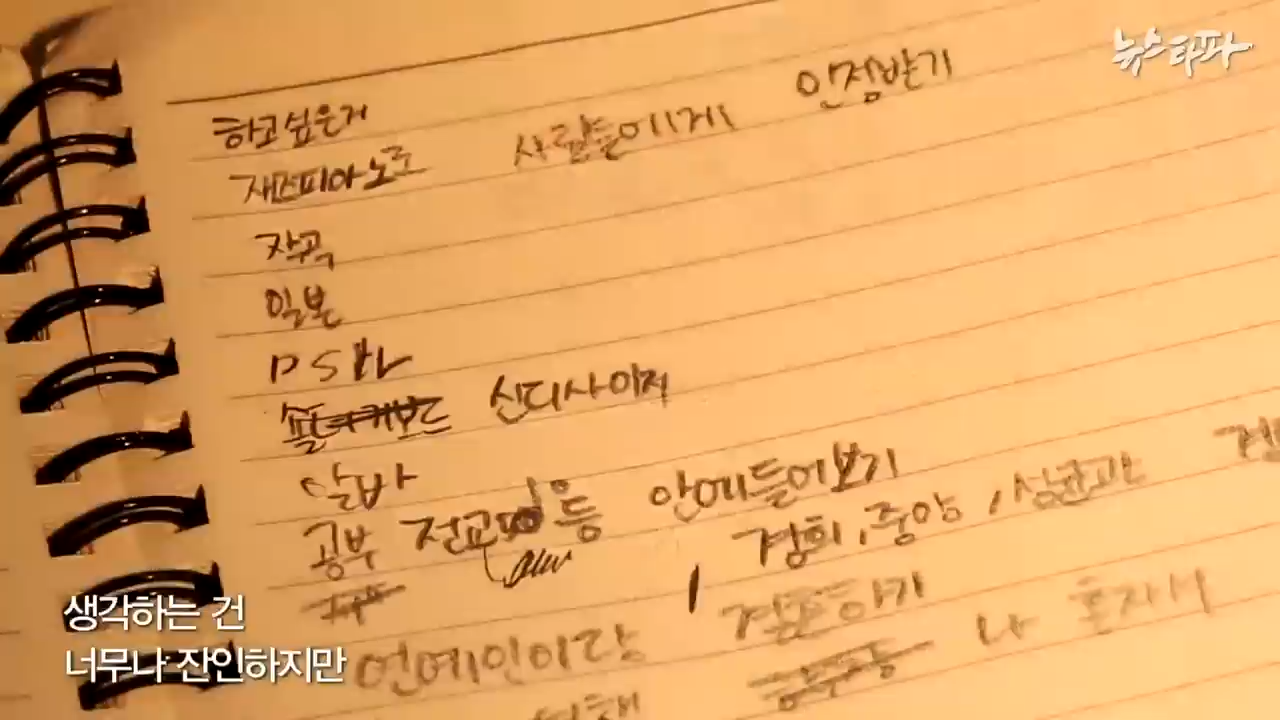 뉴스타파
하고싶은거
재즈피아노로 사람들에게 인정받기
작곡
일본
신디사이저
알바
공부 전교 등 안에들어보기
경희, 중앙, 성균관
연예인이랑 결혼하기
나 혼자서
생각하는 건
너무나 잔인하지만